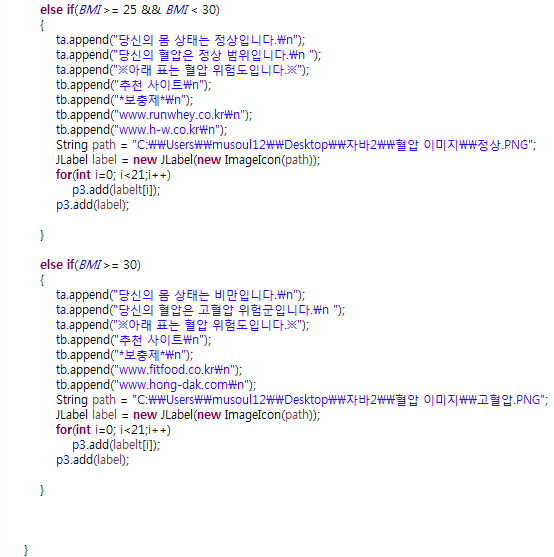 else if(BMI >= 25 && BMI < 30)
{
ta.append("당신의 몸 상태는 정상입니다.₩n");
ta.append("당신의 혈압은 정상 범위입니다.₩n ");
ta.append("※아래 표는 혈압 위험도입니다.※");
tb.append("추천 사이트₩n");
tb.append("*보충제*₩n");
tb.append("www.runwhey.co.kr₩n");
tb.append("www.h-w.co.kr₩n");
String path = "C:₩₩Users₩₩musoul12₩₩Desktop₩₩자바2₩₩혈압 이미지₩₩정상.PNG";
JLabel label = new JLabel(new ImageIcon(path));
for(int i=0; i<21;i++)
p3.add(labelt[i]);
p3.add(label);
}
else if(BMI >= 30)
{
ta.append("당신의 몸 상태는 비만입니다.₩n");
ta.append("당신의 혈압은 고혈압 위험군입니다.₩n ");
ta.append("※아래 표는 혈압 위험도입니다.※");
tb.append("추천 사이트₩n");
tb.append("*보충제*₩n");
tb.append("www.fitfood.co.kr₩n");
tb.append("www.hong-dak.com₩n");
String path = "C:₩₩Users₩₩musoul12₩₩Desktop₩₩자바2₩₩혈압 이미지₩₩고혈압.PNG";
JLabel label = new JLabel(new ImageIcon(path));
for(int i=0; i<21;i++)
p3.add(labelt[i]);
p3.add(label);
}
}